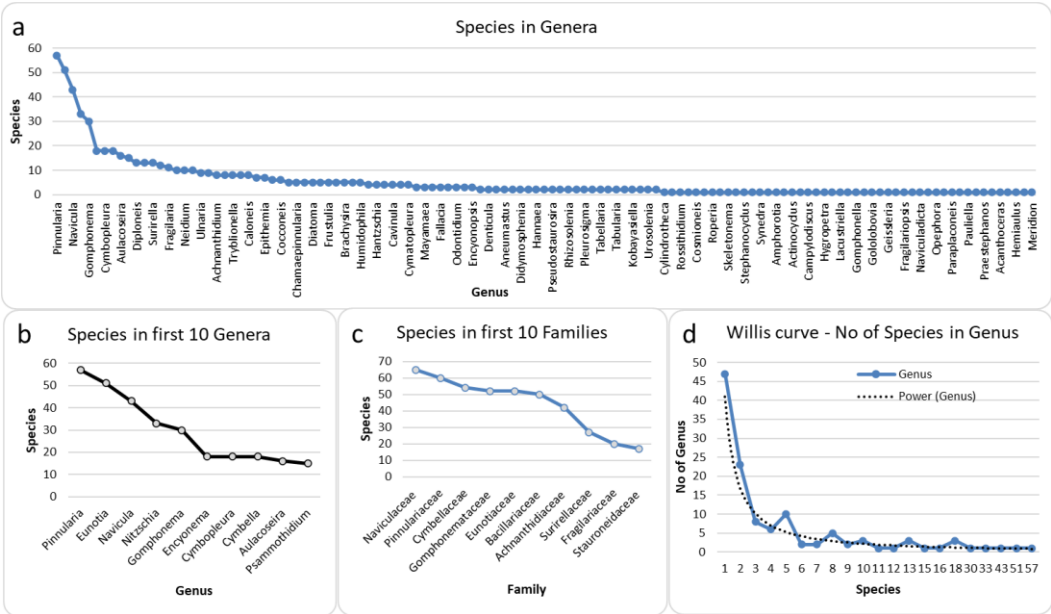 a
Species in Genera
60
50
40
30
20
10
0
Species
Pinnularia
Navicula
Gomphonema
Cymbopleura
Aulacoseira
Diploneis
Surirella
Fragilaria
Neidium
Ulnaria
Achnanthidium
Tryblionella
Caloneis
Epithemia
Cocconeis
Chamaepinnularia
Diatoma
Frustulia
Brachysira
Humidophila
Hantzschia
Cavinula
Cymatopleura
Mayamaea
Fallacia
Odontidium
Encyonopsis
Denticula
Aneumastus
Didymosphenia
Hannaea
Pseudostaurosira
Rhizosolenia
Pleurosigma
Tabellaria
Tabularia
Kobayasiella
Urosolenia
Cylindrotheca
Rossithidium
Cosmioneis
Roperia
Skeletonema
Stephanocyclus
Synedra
Amphorotia
Actinocyclus
Campylodiscus
Hygropetra
Lacustriella
Gomphonella
Gololobovia
Geissleria
Fragilariopsis
Naviculadicta
Opephora
Paraplaconeis
Pauliella
Praestephanos
Acanthoceras
Hemiaulus
Meridion
Genus
b
Species in first 10 Genera
60
50
40
30
20
10
0
Species
Pinnularia
Eunotia
Navicula
Nitzschia
Gomphonema
Encyonema
Cymbopleura
Cymbella
Aulacoseira
Psammothidium
Genus
c
Species in first 10 Families
70
60
50
40
30
20
10
0
Species
Naviculaceae
Pinnulariaceae
Cymbellaceae
Gomphonemataceae
Eunotiaceae
Bacillariaceae
Achnanthidiaceae
Surirellaceae
Fragilariaceae
Stauroneidaceae
Family
d
Willis curve - No of Species in Genus
50
45
40
35
30
25
20
15
10
5
0
No of Genus
Genus
Power (Genus)
1 2 3 4 5 6 7 8 9 10 11 12 13 15 16 18 30 33 43 51 57
Species